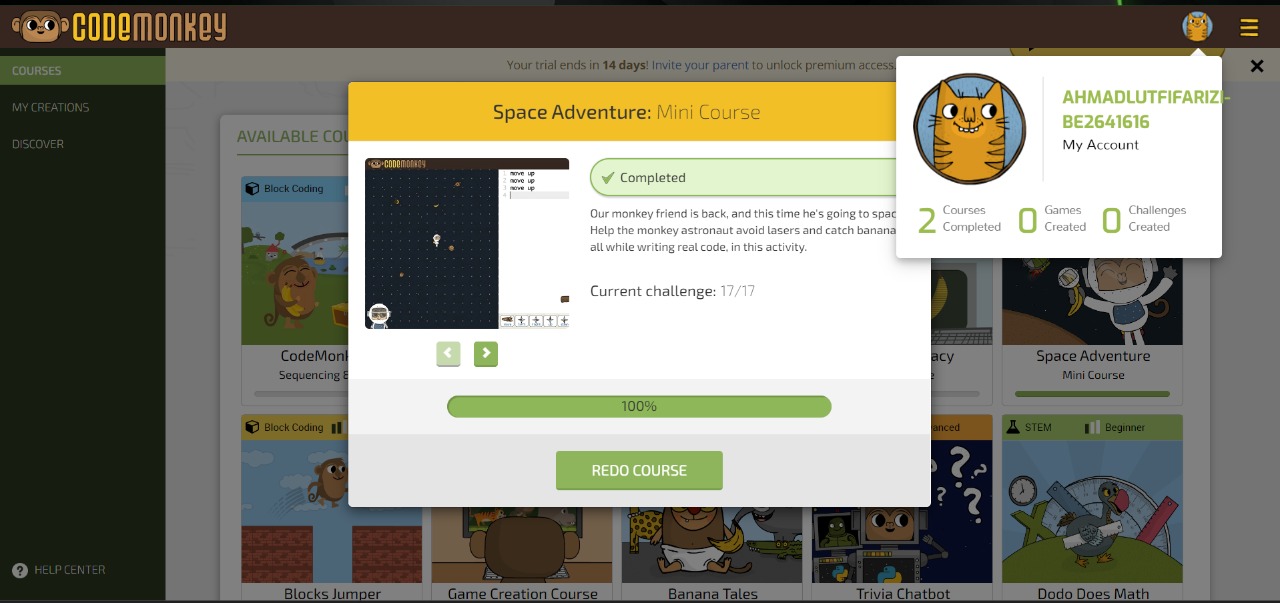 CODEMONKEY
COURSES
MY CREATIONS
DISCOVER
HELP CENTER
Your trial ends in 14 days! Invite your parent to unlock premium access.
AHMADLUTFIFARIZI-
BE2641616
My Account
2 Courses Completed
0 Games Created
0 Challenges Created
AVAILABLE COU
Space Adventure: Mini Course
CODEMONKEY
move up
move up
move up
Completed
Our monkey friend is back, and this time he's going to spac
Help the monkey astronaut avoid lasers and catch banana
all while writing real code, in this activity.
Current challenge: 17/17
100%
REDO COURSE
Block Coding
CodeMonk
Sequencing &
acy
Space Adventure
Mini Course
Block Coding
anced
STEM
Beginner
Blocks Jumper
Game Creation Course
Banana Tales
Trivia Chatbot
Dodo Does Math